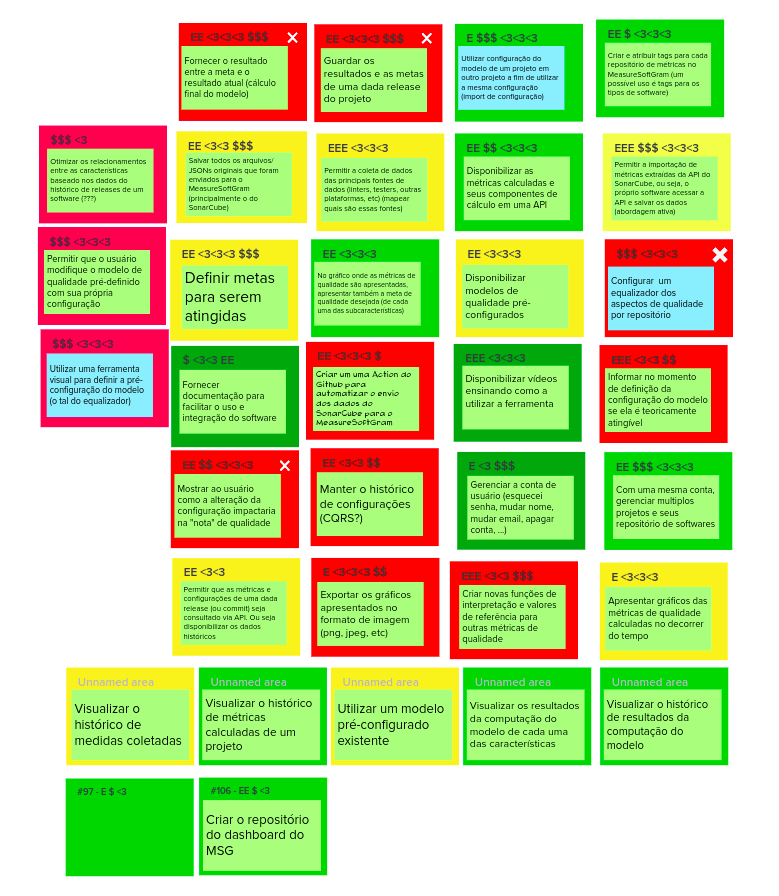 EE <3<3<3 $$$
Fornecer o resultado
entre a meta e o
resultado atual (cálculo
final do modelo)
EE <3<3<3 $$$
Guardar os
resultados e as metas
de uma dada release
do projeto
E $$$ <3<3<3
Utilizar configuração do
modelo de um projeto em
outro projeto a fim de utilizar
a mesma configuração
(import de configuração)
EE $ <3<3<3
Criar e atribuir tags para cada
repositório de métricas no
MeasureSoftGram (um
possível uso é tags para os
tipos de software)
$$$ <3
Otimizar os relacionamentos
entre as características
baseado nos dados do
histórico de releases de um
software (???)
EE <3<3 $$$
Salvar todos os arquivos/
JSONs originais que foram
enviados para o
MeasureSoftGram
(principalmente o do
SonarCube)
EEE <3<3<3
Permitir a coleta de dados
das principais fontes de
dados (linters, testers, outras
plataformas, etc) (mapear
quais são essas fontes)
EE $$ <3<3<3
Disponibilizar as
métricas calculadas e
seus componentes de
cálculo em uma API
EEE $$$ <3<3<3
Permitir a importação de
métricas extraídas da API do
SonarCube, ou seja, o
próprio software acessar a
API e salvar os dados
(abordagem ativa)
$$$ <3<3<3
Permitir que o usuário
modifique o modelo de
qualidade pré-definido
com sua própria
configuração
EE <3<3<3 $$$
Definir metas
para serem
atingidas
EE <3<3<3
No gráfico onde as métricas de
qualidade são apresentadas,
apresentar também a meta de
qualidade desejada (de cada
uma das subcaracterísticas)
EE <3<3<3
Disponibilizar
modelos de
qualidade pré-
configurados
$$$ <3<3<3
Configurar um
equalizador dos
aspectos de qualidade
por repositório
$$$ <3<3<3
Utilizar uma ferramenta
visual para definir a pré-
configuração do modelo
(o tal do equalizador)
$ <3<3 EE
Fornecer
documentação para
facilitar o uso e
integração do software
EE <3<3<3 $
Criar um uma Action do
Github para
automatizar o envio
dos dados do
SonarCube para o
MeasureSoftGram
EEE <3<3<3
Disponibilizar vídeos
ensinando como a
utilizar a ferramenta
EEE <3<3<3 $$
Informar no momento
de definição da
configuração do modelo
se ela é teoricamente
atingível
EE $$ <3<3<3
Mostrar ao usuário
como a alteração da
configuração impactaria
na "nota" de qualidade
EE <3<3<3 $$
Manter o histórico
de configurações
(CQRS?)
E <3 $$$
Gerenciar a conta de
usuário (esquecei
senha, mudar nome,
mudar email, apagar
conta, ...)
EE $$$ <3<3<3
Com uma mesma conta,
gerenciar multiplos
projetos e seus
repositório de softwares
EE <3<3
Permitir que as métricas e
configurações de uma dada
release (ou commit) seja
consultado via API. Ou seja
disponibilizar os dados
históricos
E <3<3<3 $$
Exportar os gráficos
apresentados no
formato de imagem
(png, jpeg, etc)
EEE <3<3 $$$
Criar novas funções de
interpretação e valores
de referência para
outras métricas de
qualidade
E <3<3<3
Apresentar gráficos das
métricas de qualidade
calculadas no decorrer
do tempo
Unnamed area
Visualizar o
histórico de
medidas coletadas
Unnamed area
Visualizar o histórico
de métricas
calculadas de um
projeto
Unnamed area
Utilizar um modelo
pré-configurado
existente
Unnamed area
Visualizar os resultados
da computação do
modelo de cada uma
das características
Unnamed area
Visualizar o histórico
de resultados da
computação do
modelo
#97 - E $ <3
#106 - EE $ <3
Criar o repositório
do dashboard do
MSG